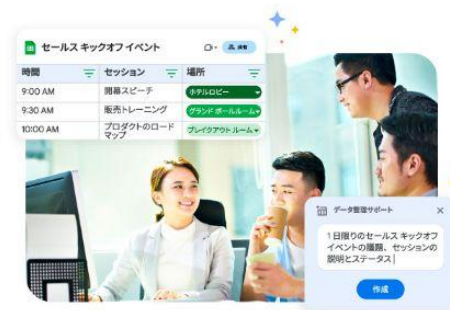 セールス キックオフ イベント
共有
時間 セッション 場所
9:00 AM 開幕スピーチ ホテルロビー
9:30 AM 販売トレーニング グランド ボールルーム
10:00 AM プロダクトのロード
マップ ブレイクアウト ルーム
データ整理サポート
1 日限りのセールス キックオフ
イベントの議題、セッションの
説明とステータス
作成